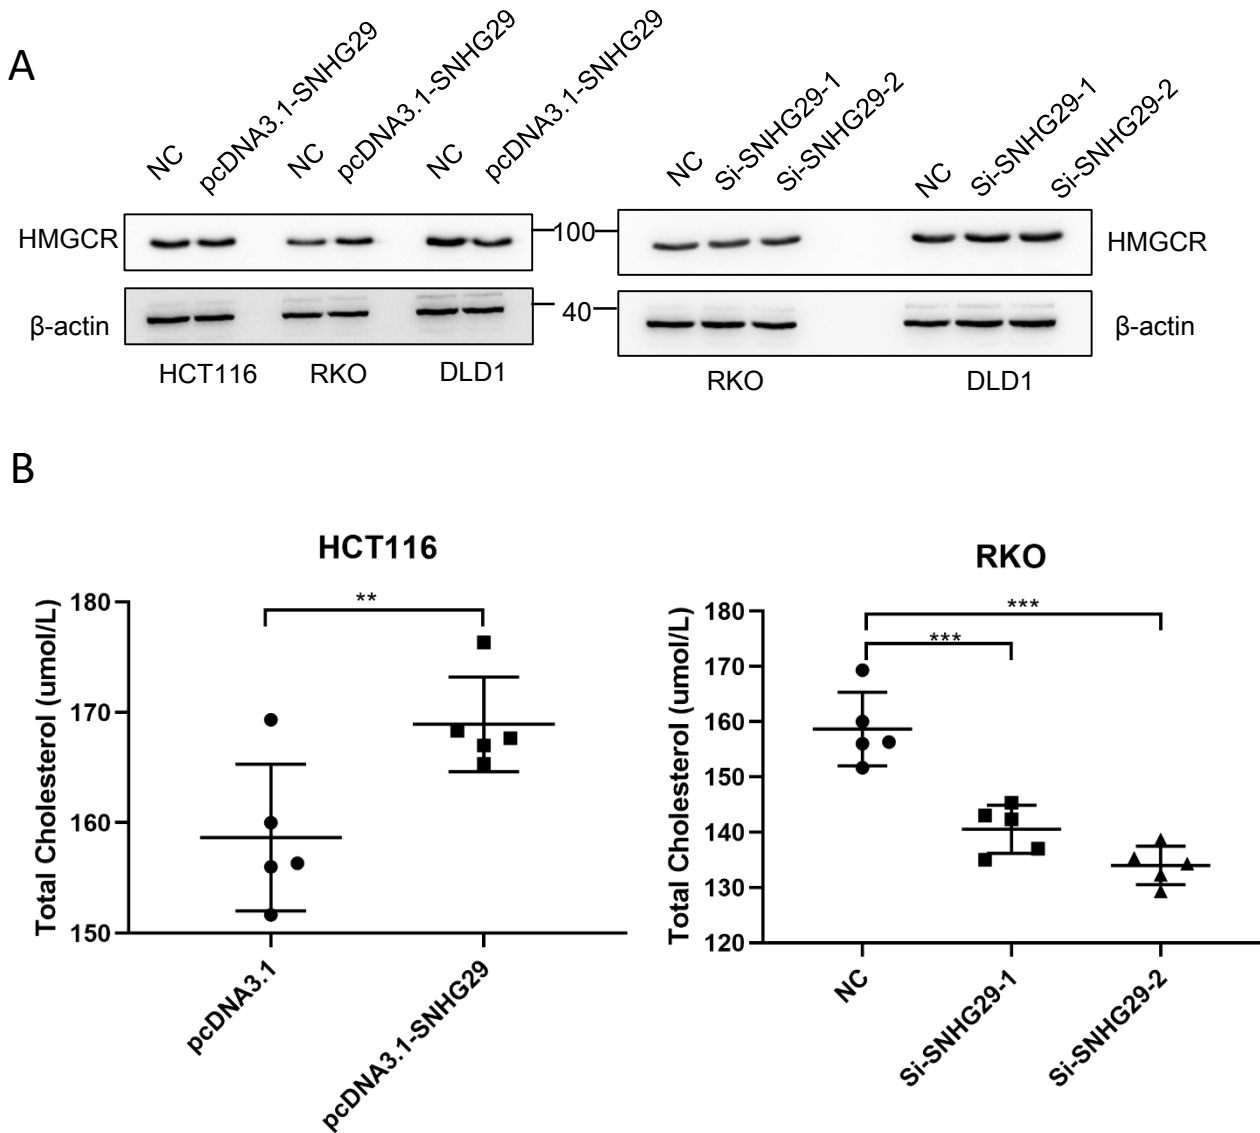 A
NC
pcDNA3.1-SNHG29
NC
pcDNA3.1-SNHG29
NC
pcDNA3.1-SNHG29
NC
Si-SNHG29-1
Si-SNHG29-2
NC
Si-SNHG29-1
Si-SNHG29-2
HMGCR
100
HMGCR
β-actin
40
β-actin
HCT116
RKO
DLD1
RKO
DLD1
B
HCT116
Total Cholesterol (umol/L)
180
170
160
150
**
pcDNA3.1
pcDNA3.1-SNHG29
RKO
Total Cholesterol (umol/L)
180
170
160
150
140
130
120
***
***
NC
Si-SNHG29-1
Si-SNHG29-2